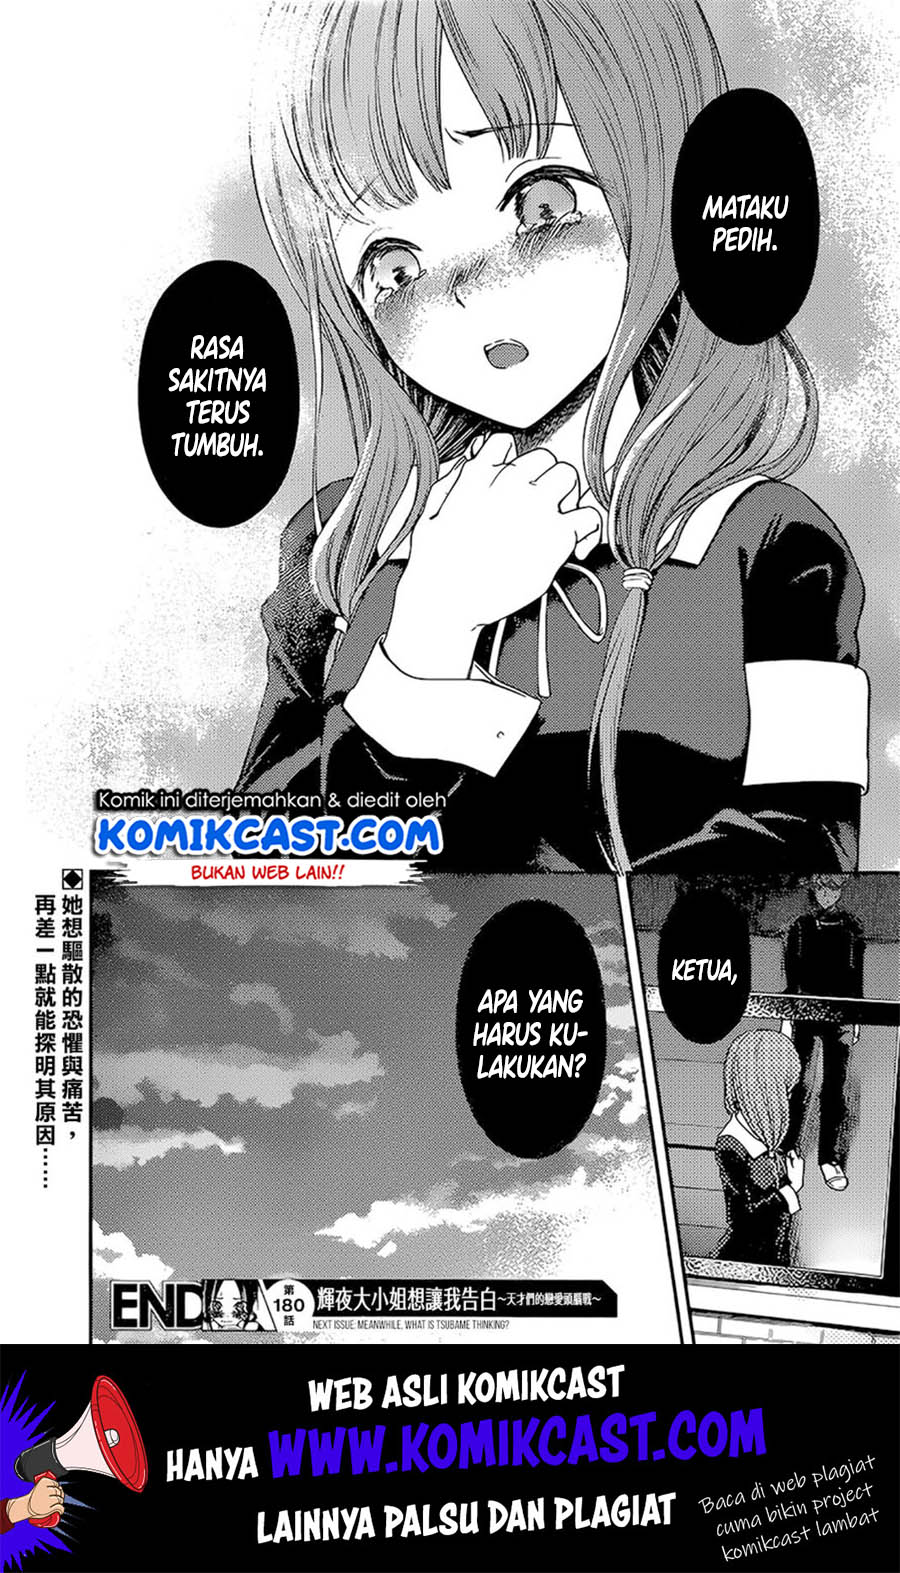 MATAKU
PEDIH.
RASA
SAKITNYA
TERUS
TUMBUH.
Komik ini diterjemahkan & diedit oleh
KOMIKCAST.COM
BUKAN WEB LAIN!!
KETUA,
APA YANG
HARUS KU-
LAKUKAN?
◆她想驅散的恐懼與痛苦，
再差一點就能探明其原因……
END
第
180
話
輝夜大小姐想讓我告白~天才們的戀愛頭腦戰~
NEXT ISSUE: MEANWHILE, WHAT IS TSUBAME THINKING?
WEB ASLI KOMIKCAST
HANYA WWW.KOMIKCAST.COM
LAINNYA PALSU DAN PLAGIAT
Baca di web plagiat
cuma bikin project
komikcast lambat